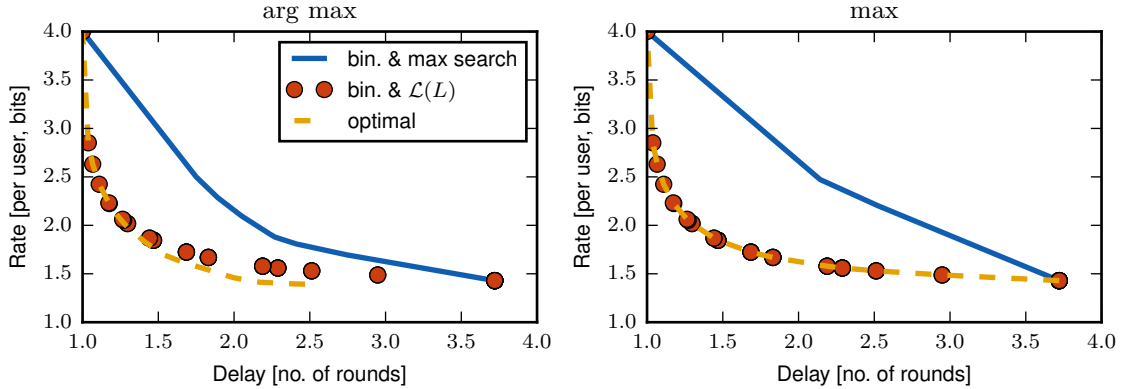 arg max
Rate [per user, bits]
4.0
3.5
3.0
2.5
2.0
1.5
1.0
bin. & max search
bin. & ℒ(L)
optimal
1.0 1.5 2.0 2.5 3.0 3.5 4.0
Delay [no. of rounds]
max
Rate [per user, bits]
4.0
3.5
3.0
2.5
2.0
1.5
1.0
1.0 1.5 2.0 2.5 3.0 3.5 4.0
Delay [no. of rounds]